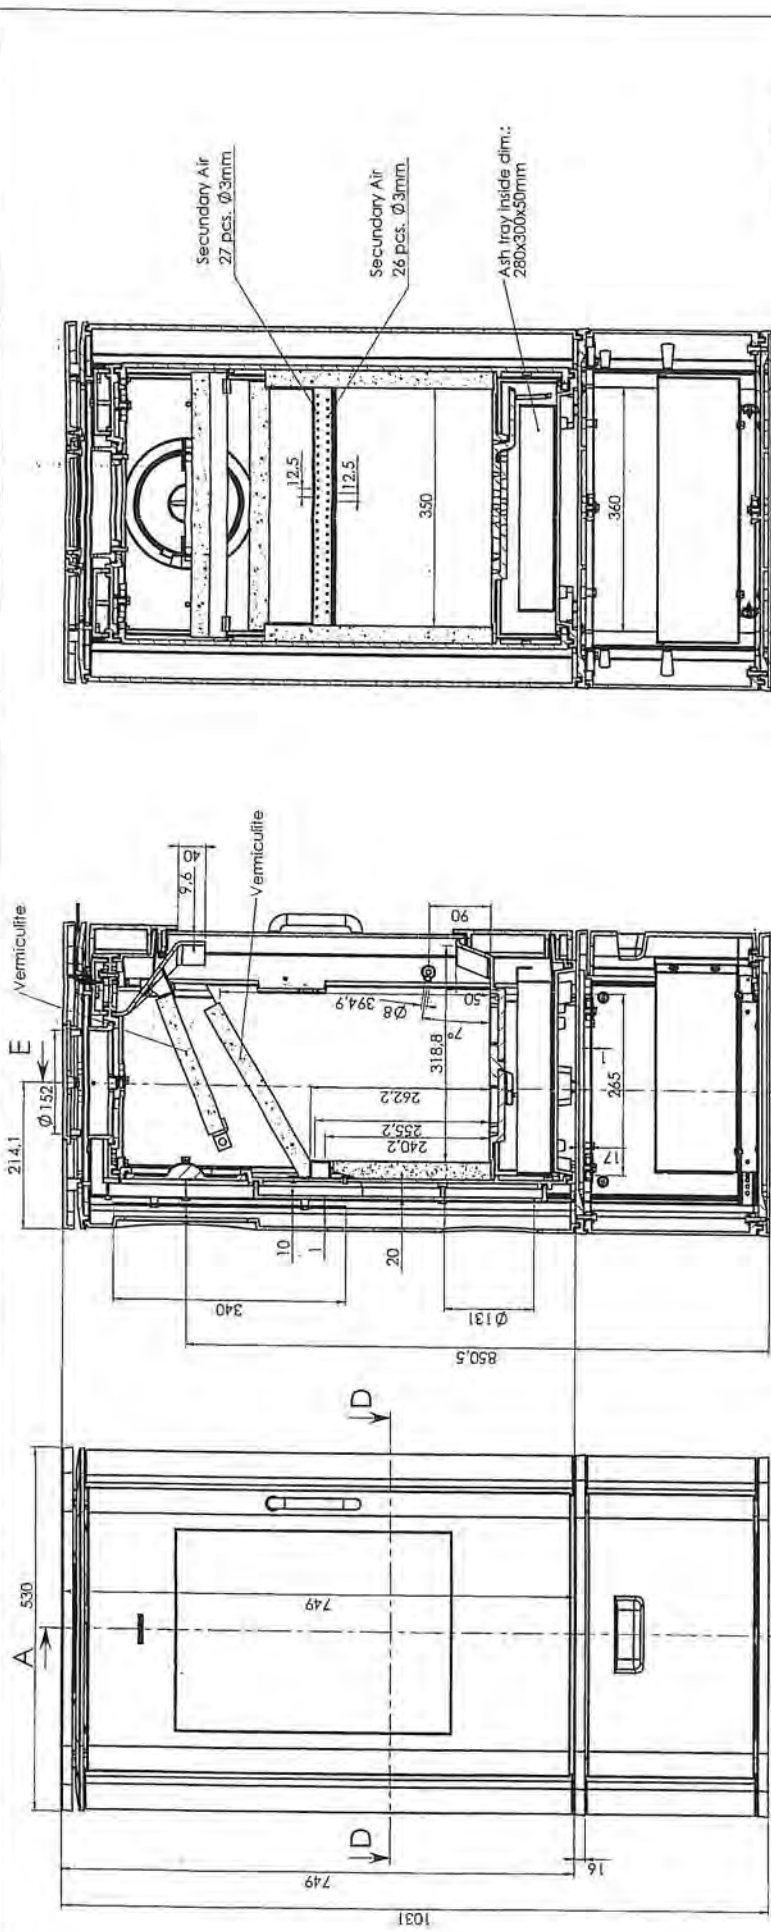 A
530
749
D
D
749
16
1031
Vermiculite
E
Ø152
214,1
40
9,6
Vermiculite
90
50
394,9
Ø8
7°
318,8
262,2
255,2
240,2
10
1
20
340
Ø131
850,5
1
265
17
Secundary Air
27 pcs. Ø3mm
Secundary Air
26 pcs. Ø3mm
Ash tray inside dim.:
280x300x50mm
12,5
12,5
350
360